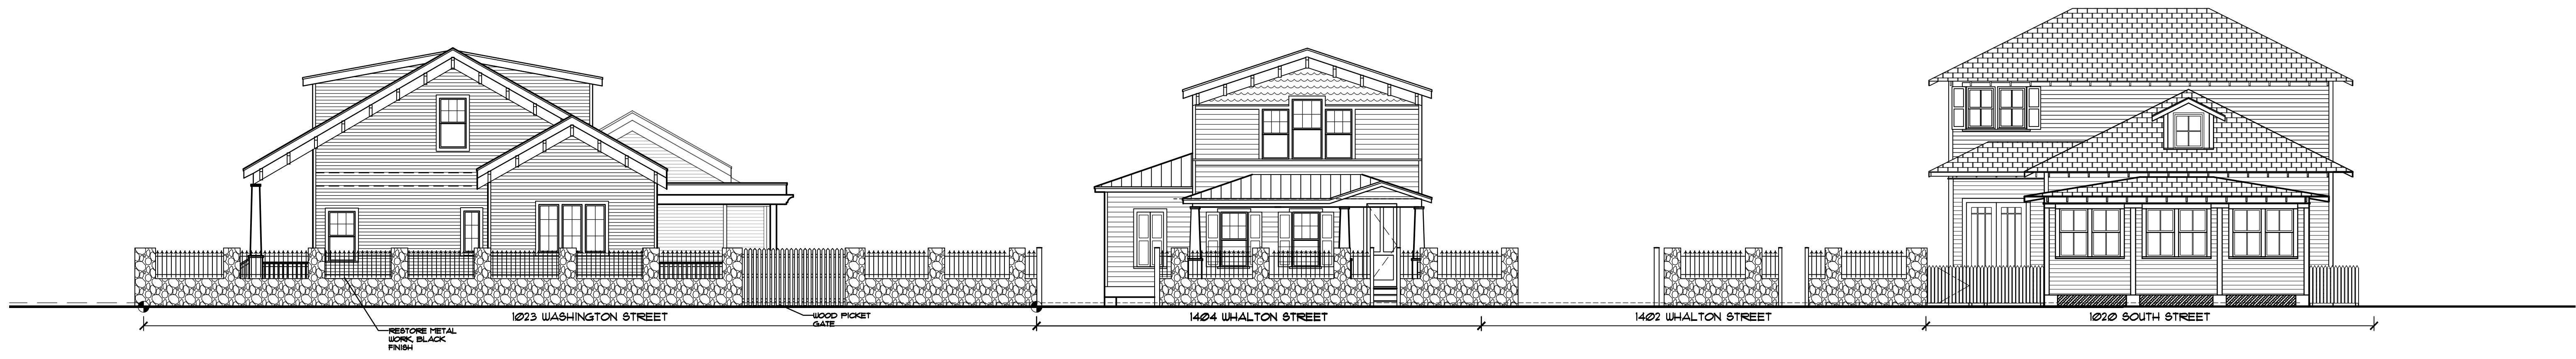 1023 WASHINGTON STREET
1404 WHALTON STREET
1402 WHALTON STREET
1020 SOUTH STREET
RESTORE METAL
WORK, BLACK
FINISH
WOOD PICKET
GATE